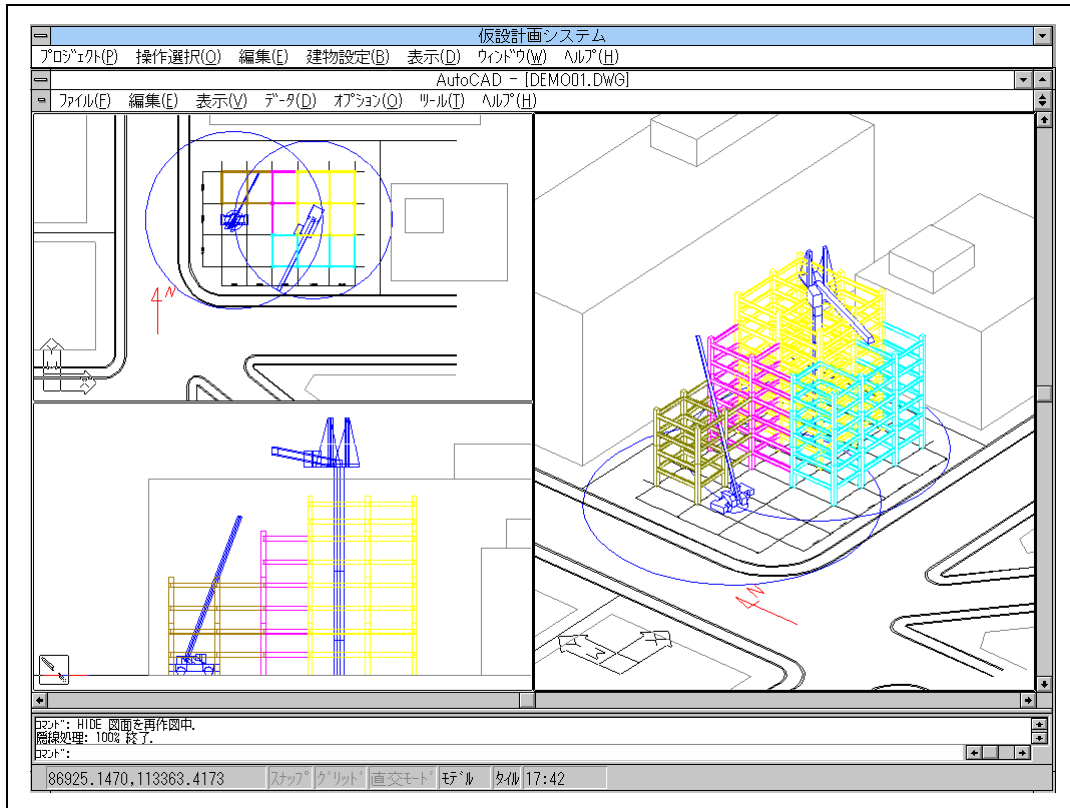 仮設計画システム
プロジェクト(P) 操作選択(O) 編集(E) 建物設定(B) 表示(D) ウィンドウ(W) ヘルプ(H)
AutoCAD - [DEMO01.DWG]
ファイル(F) 編集(E) 表示(V) データ(D) オプション(O) ツール(T) ヘルプ(H)
N
N
X
Y
コマンド: HIDE 図面を再作図中.
隠線処理: 100% 終了.
コマンド:
86925.1470,113363.4173 スナップ グリッド 直交モード モデル タイル 17:42